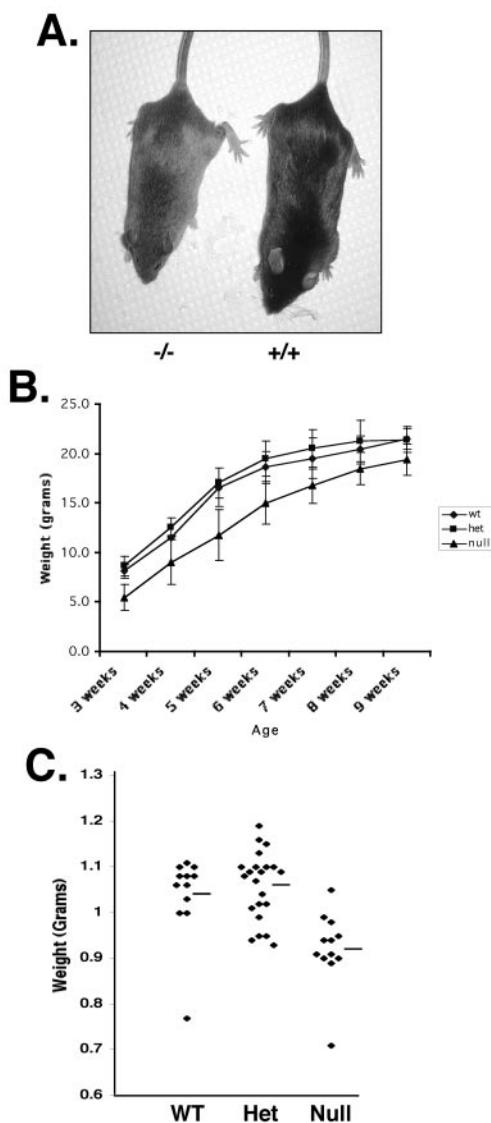 A.
-/- +/+
B.
25.0
20.0
15.0
10.0
5.0
0.0
Weight (grams)
3 weeks
4 weeks
5 weeks
6 weeks
7 weeks
8 weeks
9 weeks
Age
wt
het
null
C.
1.3
1.2
1.1
1
0.9
0.8
0.7
0.6
Weight (Grams)
WT Het Null